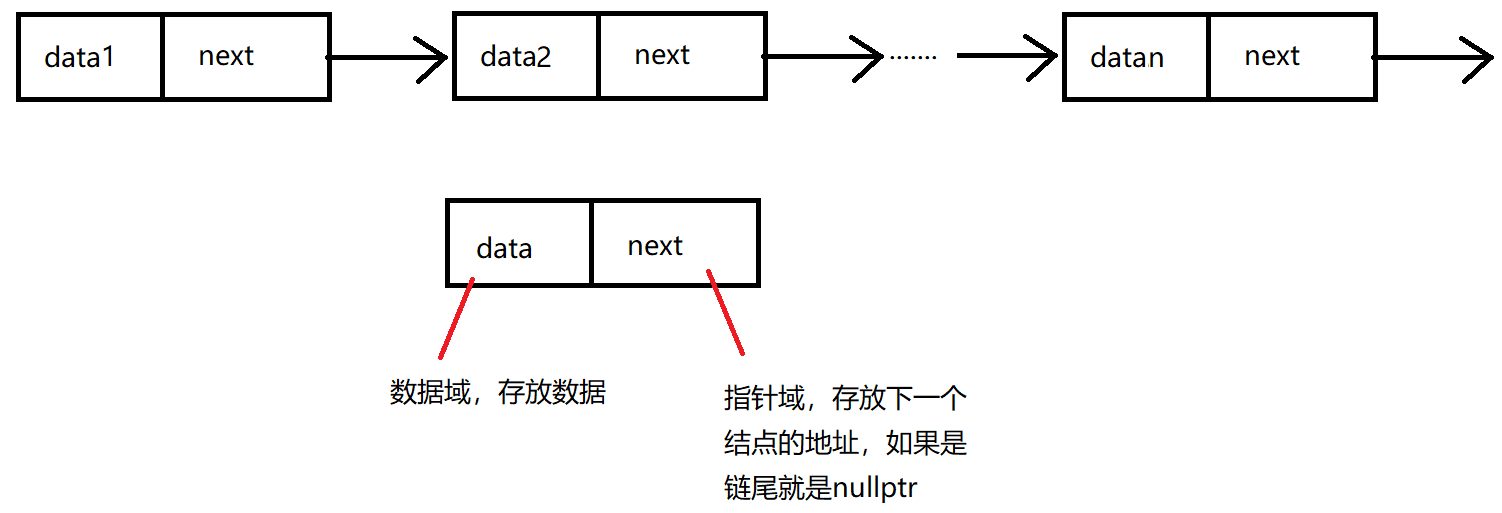 data1 next data2 next ....... datan next
data next
数据域，存放数据
指针域，存放下一个
结点的地址，如果是
链尾就是nullptr